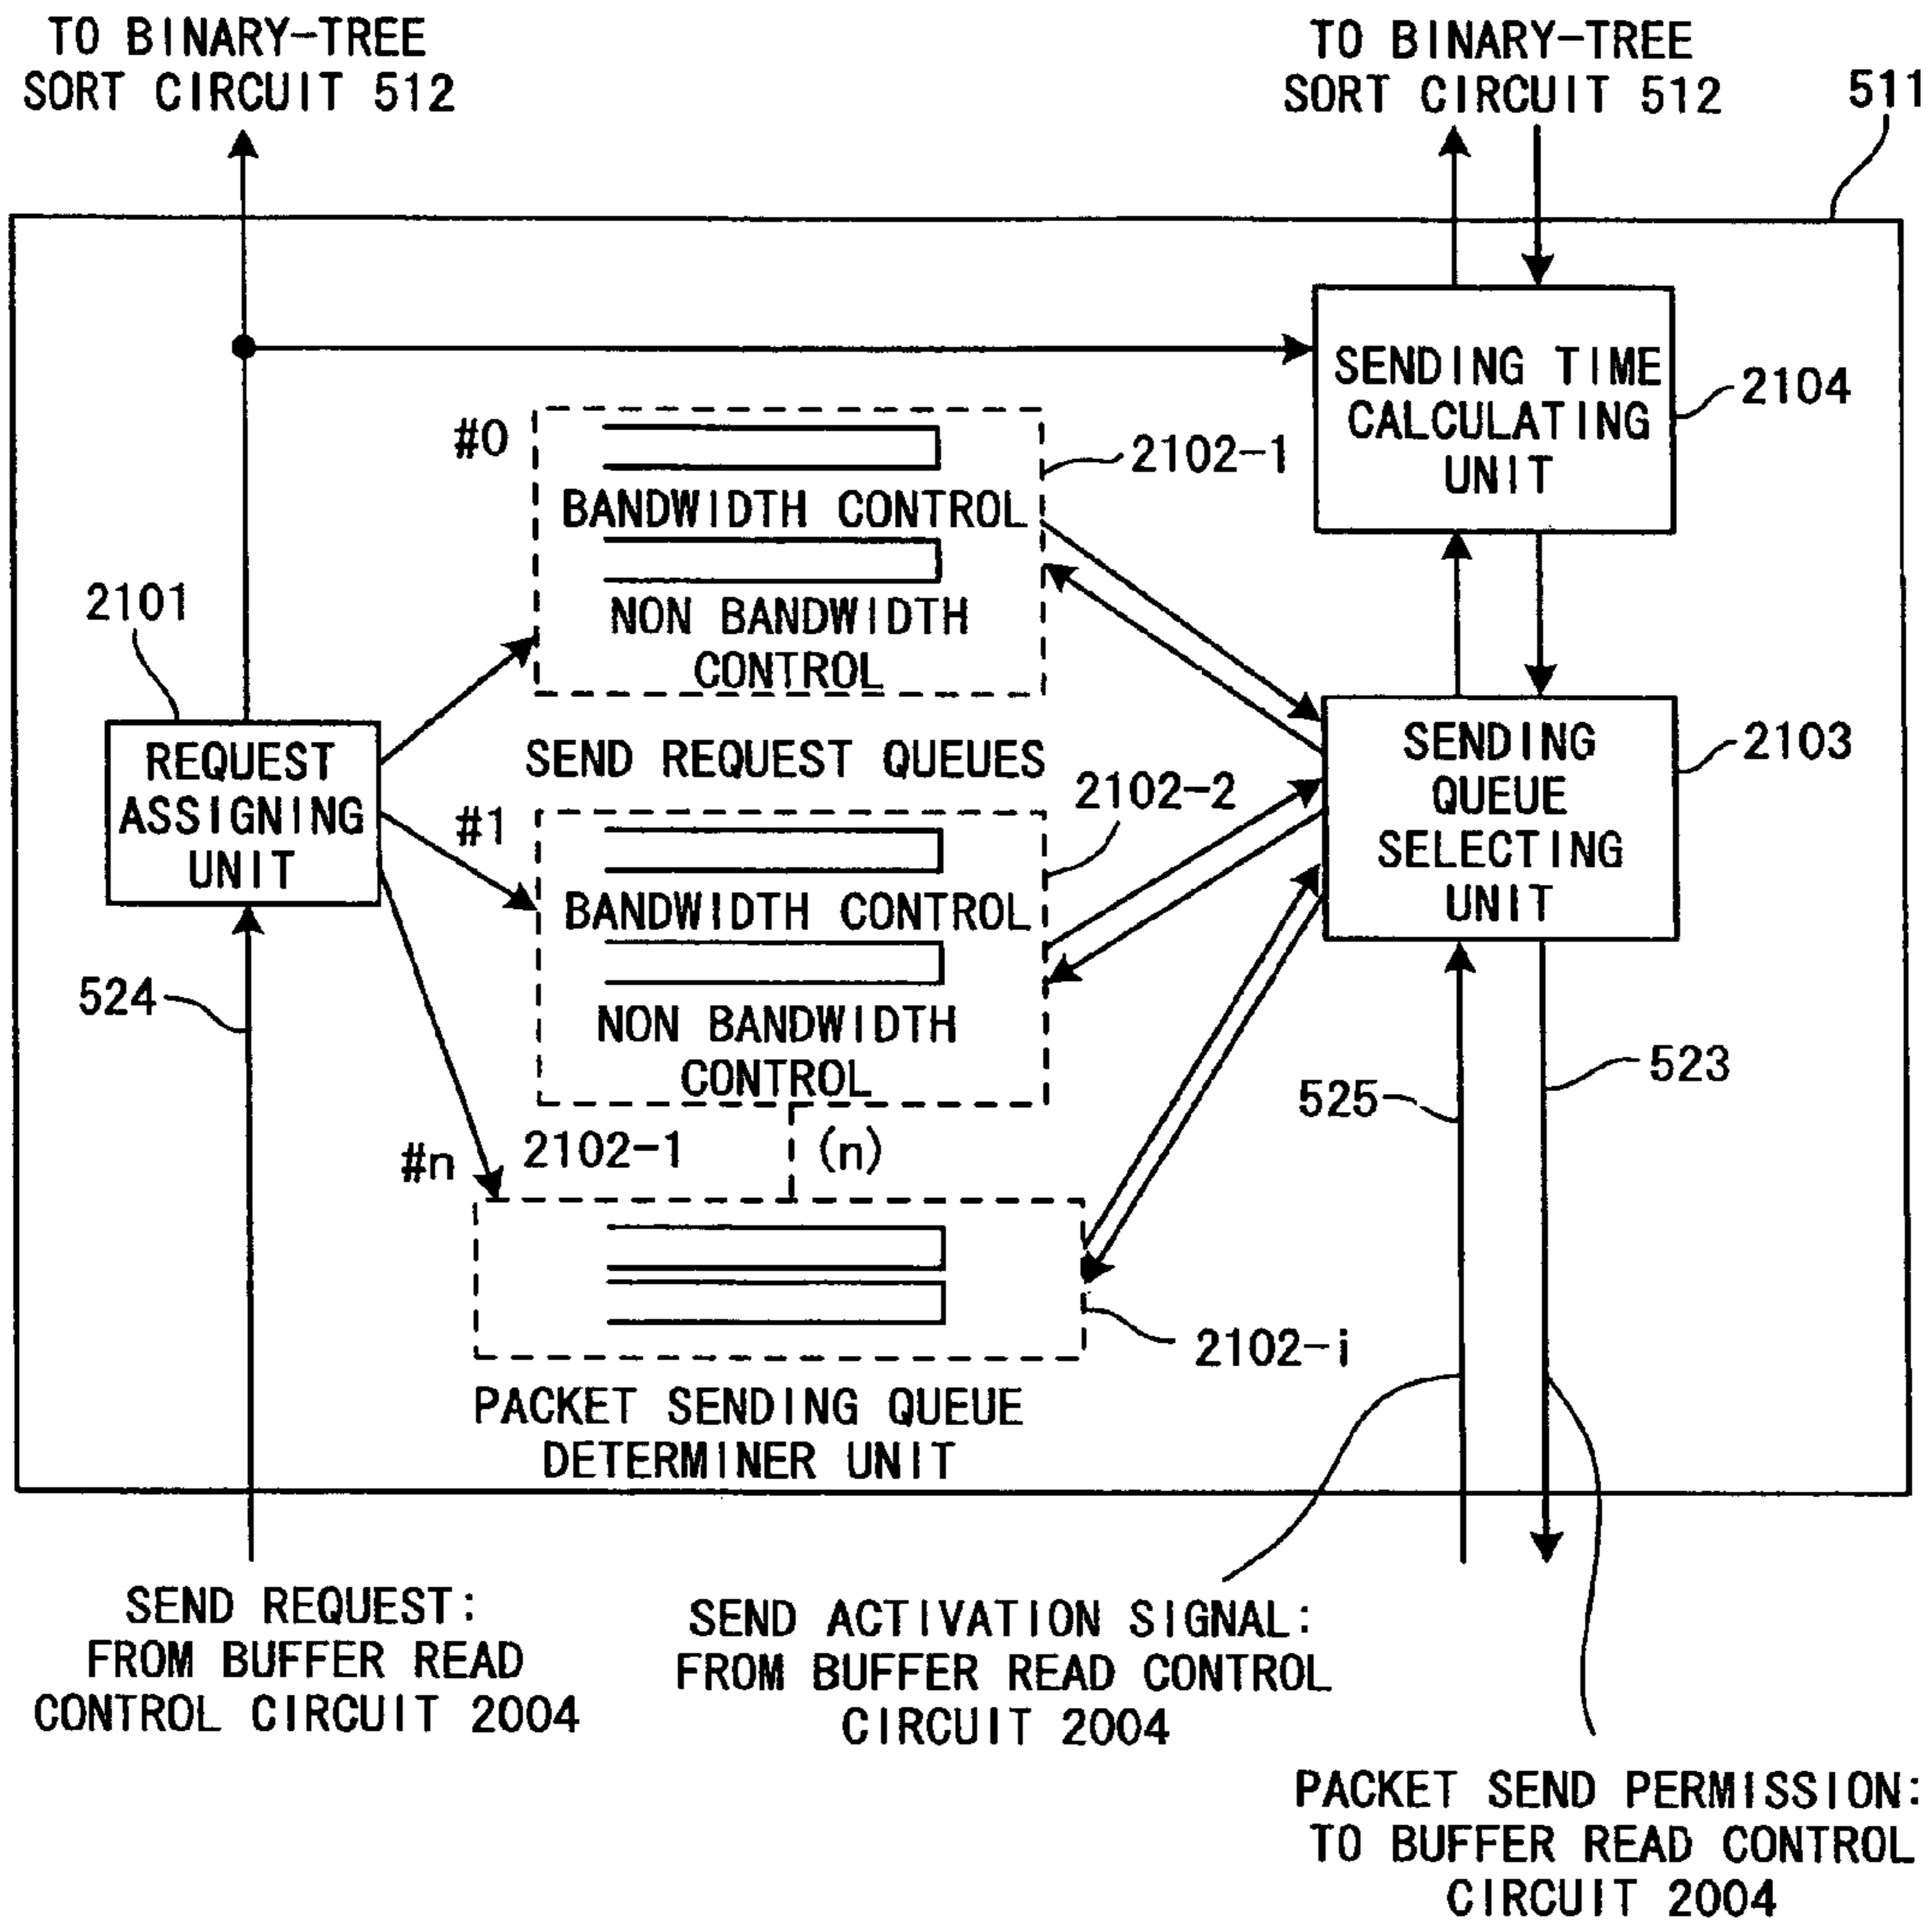 TO BINARY-TREE
SORT CIRCUIT 512
TO BINARY-TREE
SORT CIRCUIT 512
511
SENDING TIME
CALCULATING
UNIT
2104
#0
2102-1
BANDWIDTH CONTROL
NON BANDWIDTH
CONTROL
2101
REQUEST
ASSIGNING
UNIT
SEND REQUEST QUEUES
SENDING
QUEUE
SELECTING
UNIT
2103
2102-2
#1
BANDWIDTH CONTROL
NON BANDWIDTH
CONTROL
524
525
523
#n
2102-1
(n)
2102-i
PACKET SENDING QUEUE
DETERMINER UNIT
SEND REQUEST:
FROM BUFFER READ
CONTROL CIRCUIT 2004
SEND ACTIVATION SIGNAL:
FROM BUFFER READ CONTROL
CIRCUIT 2004
PACKET SEND PERMISSION:
TO BUFFER READ CONTROL
CIRCUIT 2004